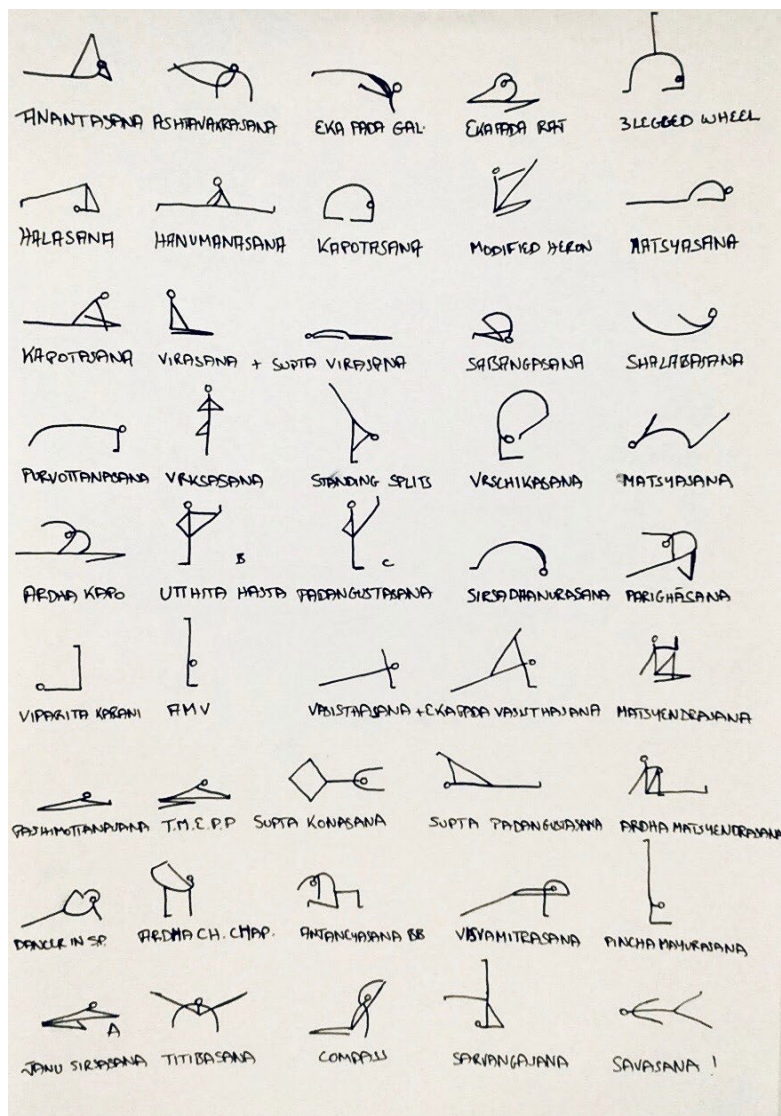 ANANTASANA ASHTAVAKRASANA EKA PADA GAL. EKA PADA RAJ 3 LEGGED WHEEL
HALASANA HANUMANASANA KAPOTASANA MODIFIED HERON MATSYASANA
KAPOTASANA VIRASANA + SUPTA VIRASANA SASANGASANA SHALABASANA
PURVOTTANASANA VRKSASANA STANDING SPLITS VRSCHIKASANA MATSYASANA
B C
ARDHA KAPO UTTHITA HASTA PADANGUSTASANA SIRSADHANURASANA PARIGHĀSANA
VIPARITA KARANI AMV VASISTHASANA + EKA PADA VASISTHASANA MATSYENDRASANA
PASHIMOTTANASANA T.M.E.P.P SUPTA KONASANA SUPTA PADANGUSTASANA ARDHA MATSYENDRASANA
DANCER IN SP. ARDHA CH. CHAP. ANJANEYASANA BB VISVAMITRASANA PINCHA MAYURASANA
A
JANU SIRSASANA TITIBASANA COMPASS SARVANGASANA SAVASANA !